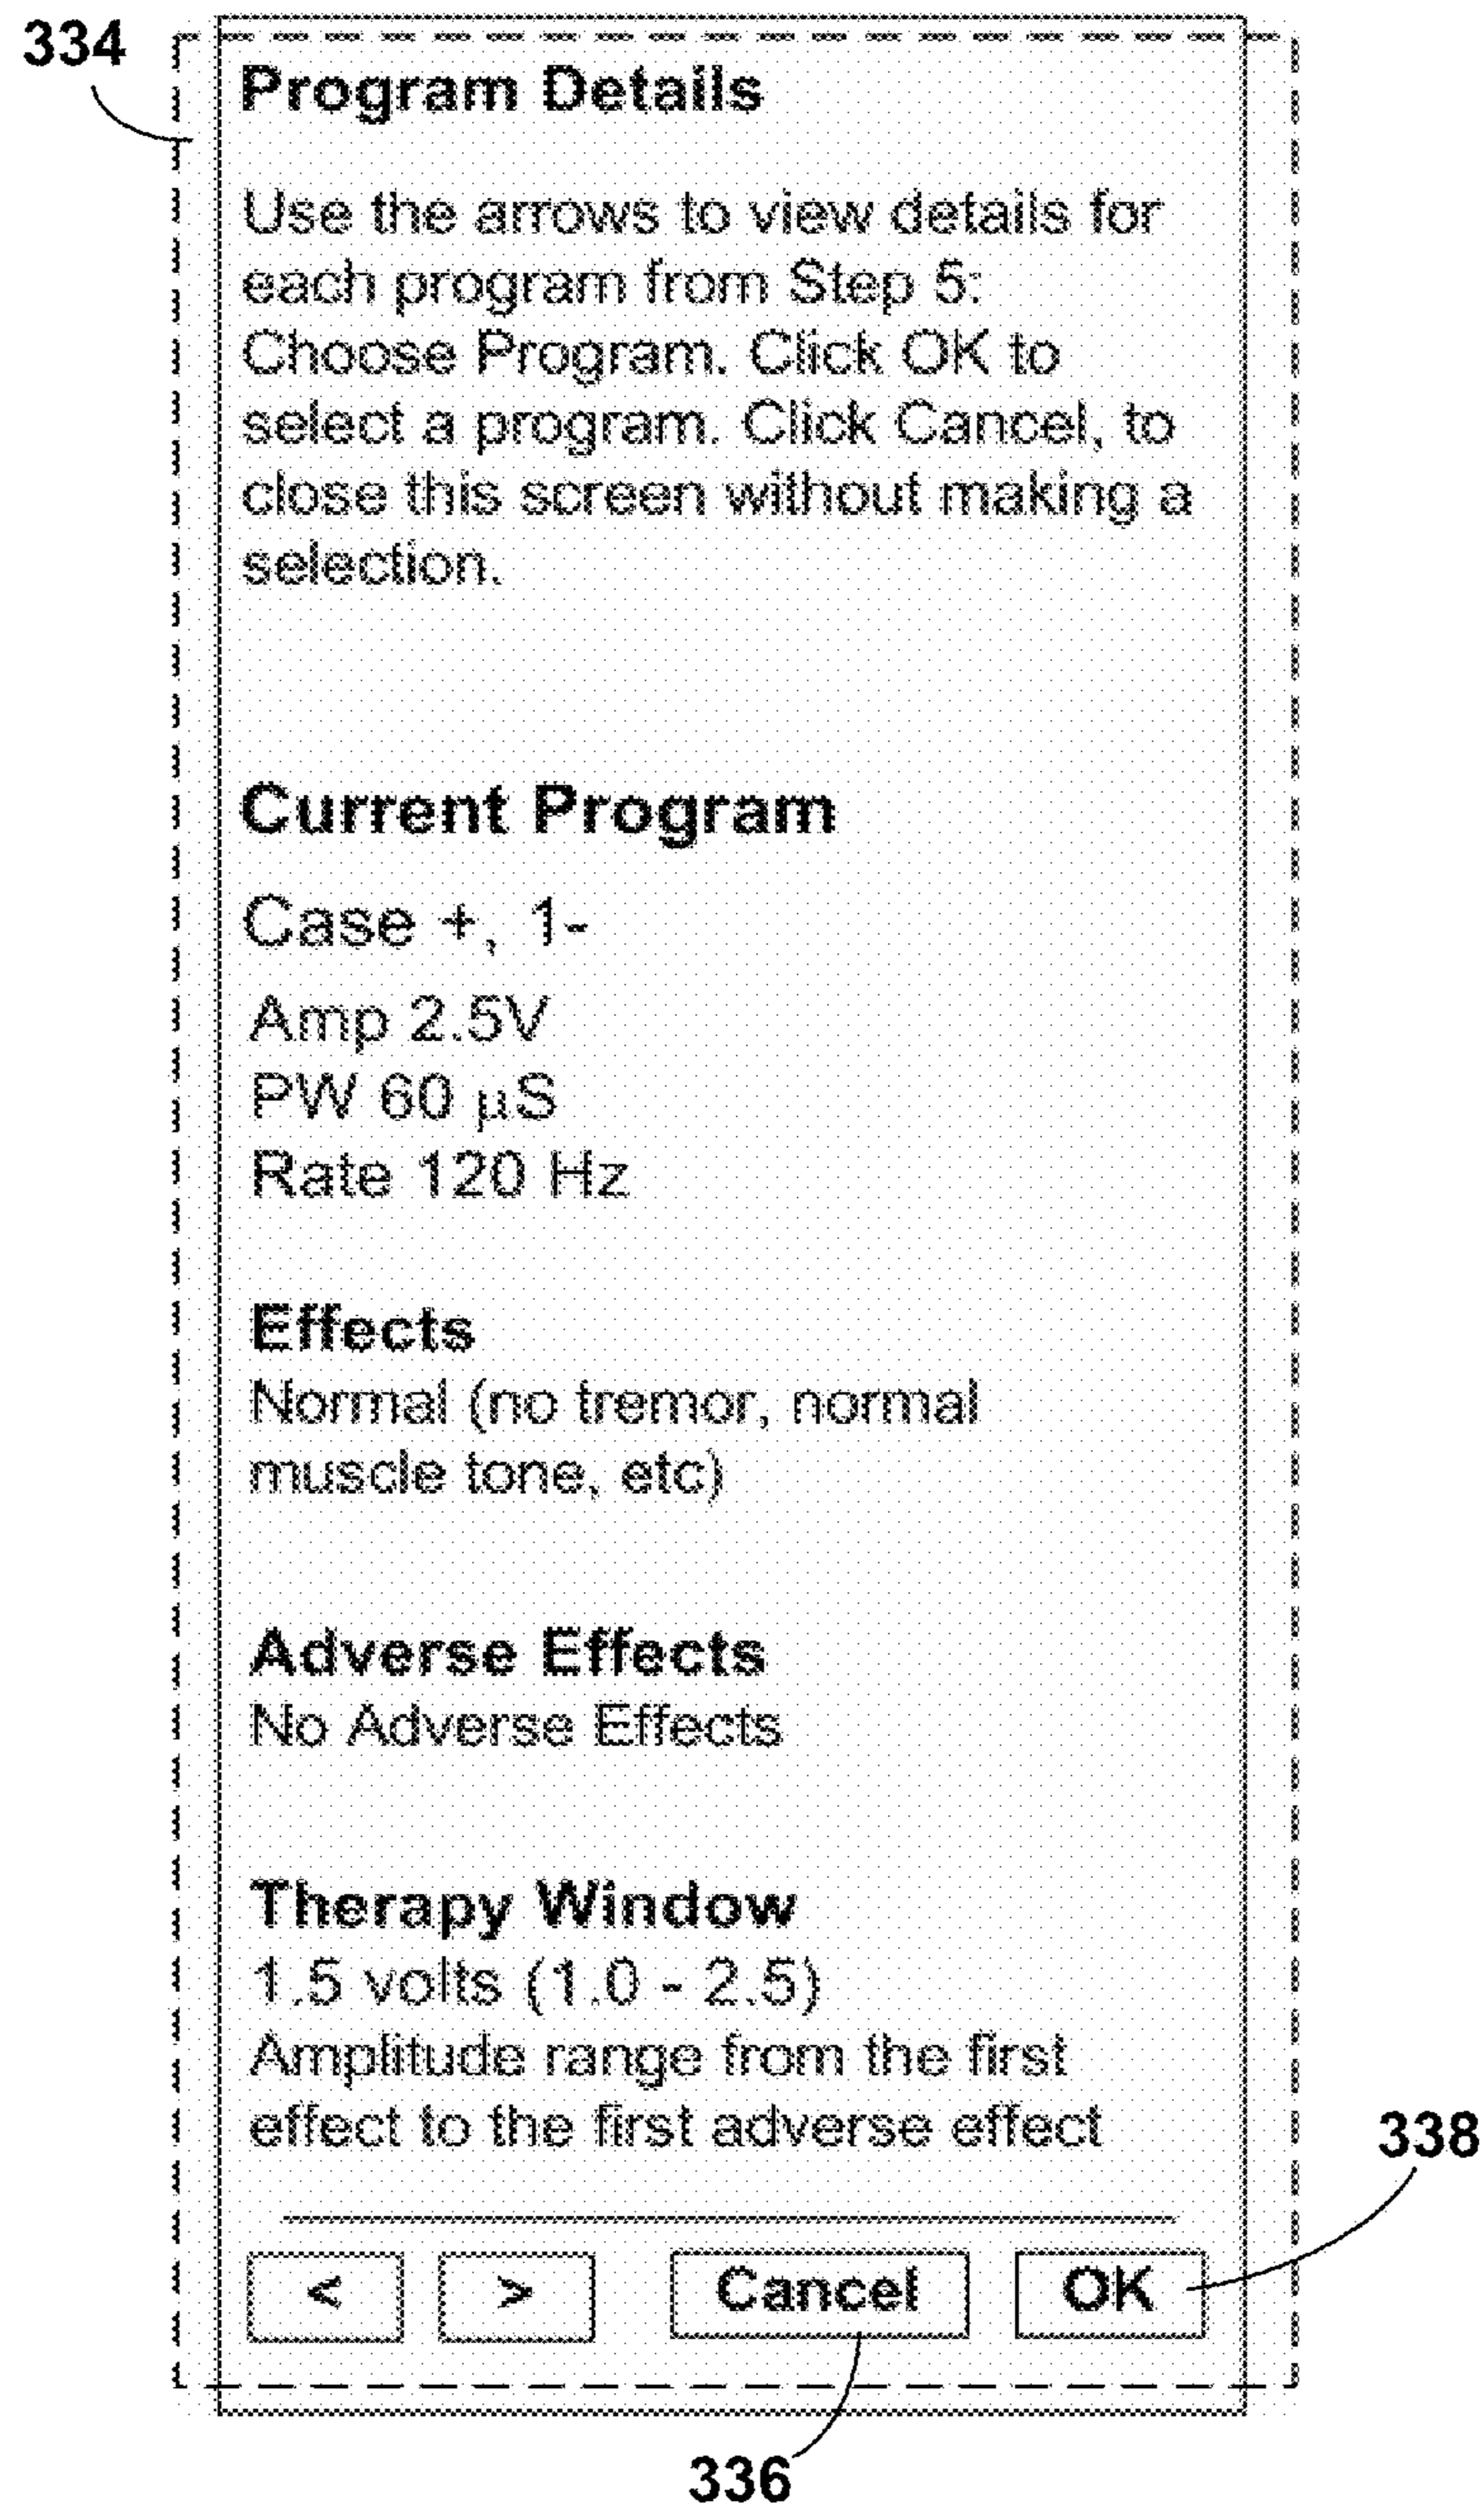 334
Program Details
Use the arrows to view details for
each program from Step 5:
Choose Program. Click OK to
select a program. Click Cancel, to
close this screen without making a
selection.
Current Program
Case +, 1-
Amp 2.5V
PW 60 µS
Rate 120 Hz
Effects
Normal (no tremor, normal
muscle tone, etc)
Adverse Effects
No Adverse Effects
Therapy Window
1.5 volts (1.0 - 2.5)
Amplitude range from the first
effect to the first adverse effect
338
< > Cancel OK
336